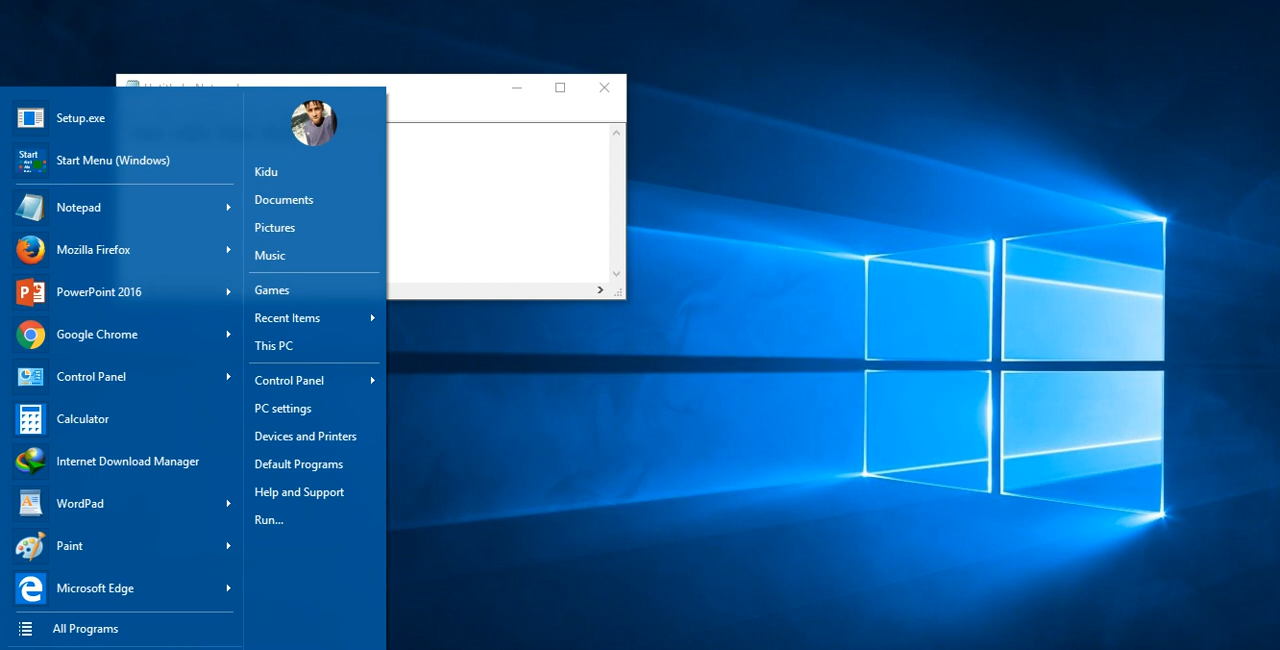 Setup.exe
Start Menu (Windows)
Notepad
Mozilla Firefox
PowerPoint 2016
Google Chrome
Control Panel
Calculator
Internet Download Manager
WordPad
Paint
Microsoft Edge
All Programs
Kidu
Documents
Pictures
Music
Games
Recent Items
This PC
Control Panel
PC settings
Devices and Printers
Default Programs
Help and Support
Run...